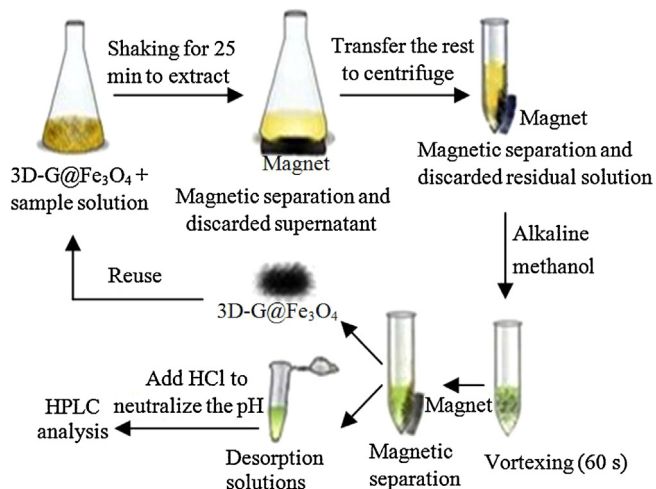 Shaking for 25
min to extract
Transfer the rest
to centrifuge
Magnet
Magnet
3D-G@Fe₃O₄ +
sample solution
Magnetic separation and
discarded supernatant
Magnetic separation and
discarded residual solution
Alkaline
methanol
Reuse
3D-G@Fe₃O₄
Add HCl to
neutralize the pH
HPLC
analysis
Magnet
Desorption
solutions
Magnetic
separation
Vortexing (60 s)